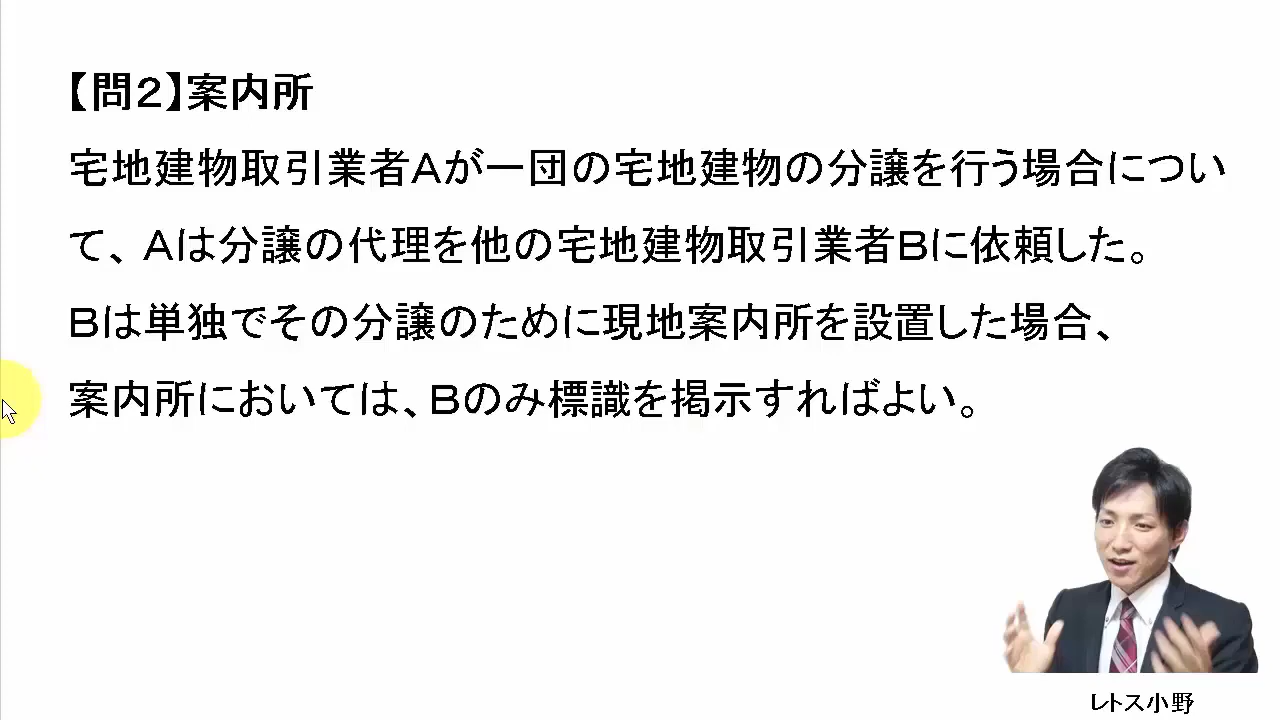 【問２】案内所
宅地建物取引業者Ａが一団の宅地建物の分譲を行う場合につい
て、Ａは分譲の代理を他の宅地建物取引業者Ｂに依頼した。
Ｂは単独でその分譲のために現地案内所を設置した場合、
案内所においては、Ｂのみ標識を掲示すればよい。
レトス小野